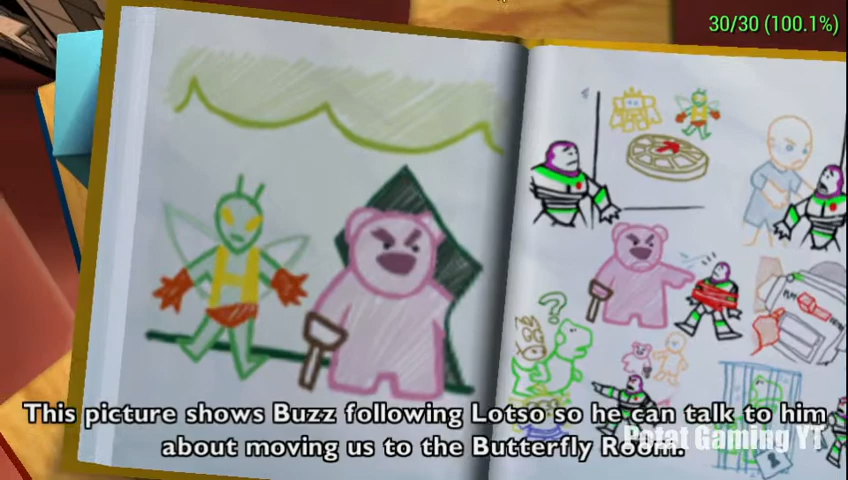 30/30 (100.1%)
This picture shows Buzz following Lotso so he can talk to him
about moving us to the Butterfly Room.
Potat Gaming YT